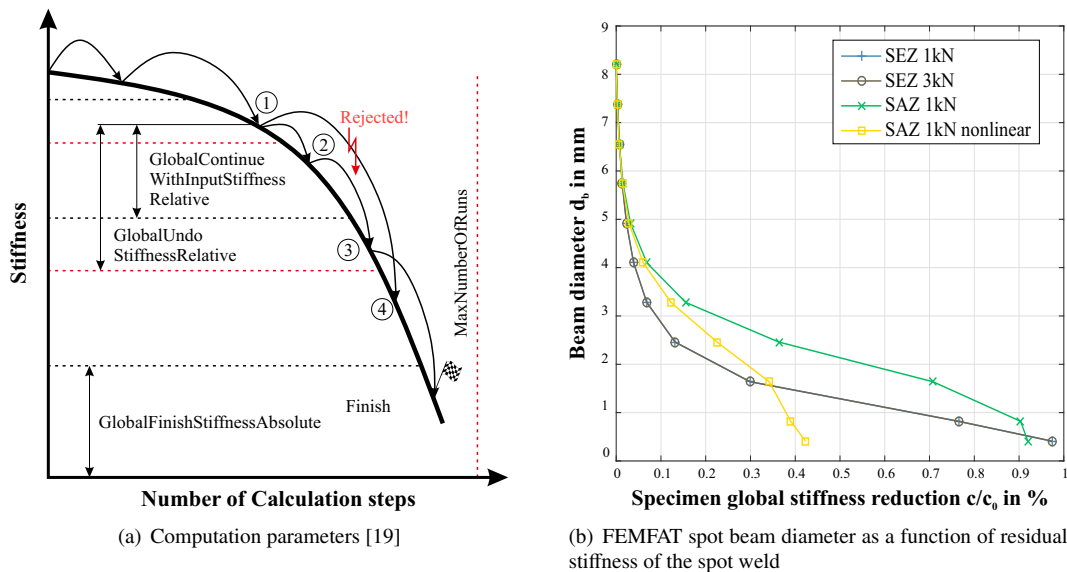 Stiffness
1
Rejected!
2
GlobalContinue
WithInputStiffness
Relative
GlobalUndo
StiffnessRelative
3
4
MaxNumberOfRuns
Finish
GlobalFinishStiffnessAbsolute
Number of Calculation steps
(a) Computation parameters [19]
Beam diameter d_b in mm
9
8
7
6
5
4
3
2
1
0
SEZ 1kN
SEZ 3kN
SAZ 1kN
SAZ 1kN nonlinear
0 0.1 0.2 0.3 0.4 0.5 0.6 0.7 0.8 0.9 1
Specimen global stiffness reduction c/c₀ in %
(b) FEMFAT spot beam diameter as a function of residual
stiffness of the spot weld